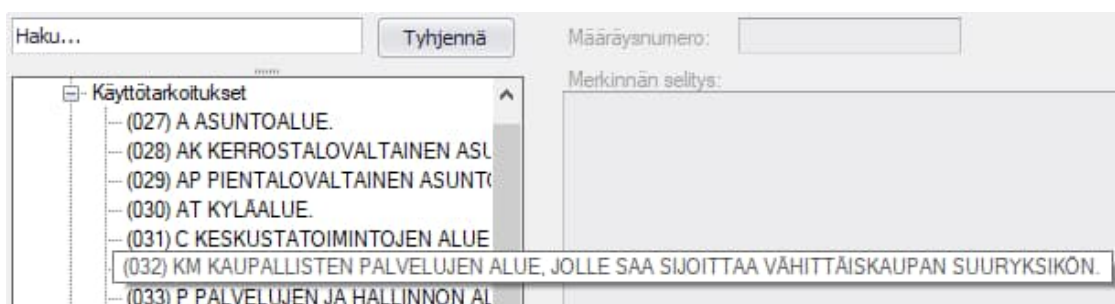 Haku...
Tyhjennä
Määräysnumero:
Merkinnän selitys:
Käyttötarkoitukset
(027) A ASUNTOALUE.
(028) AK KERROSTALOVALTAINEN ASU
(029) AP PIENTALOVALTAINEN ASUNTO
(030) AT KYLÄALUE.
(031) C KESKUSTATOIMINTOJEN ALUE
(032) KM KAUPALLISTEN PALVELUJEN ALUE, JOLLE SAA SIJOITTAA VÄHITTÄISKAUPAN SUURYKSIKÖN.
(033) P PALVELUJEN JA HALLINNON AL